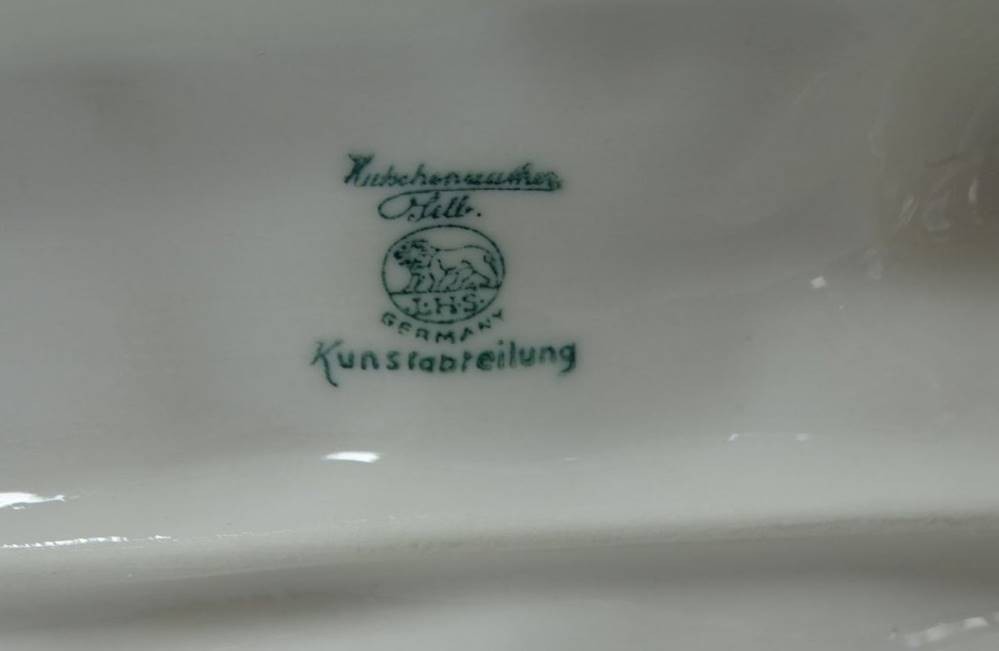 Hutschenreuther
Selb.
L·H·S·
GERMANY
Kunstabteilung